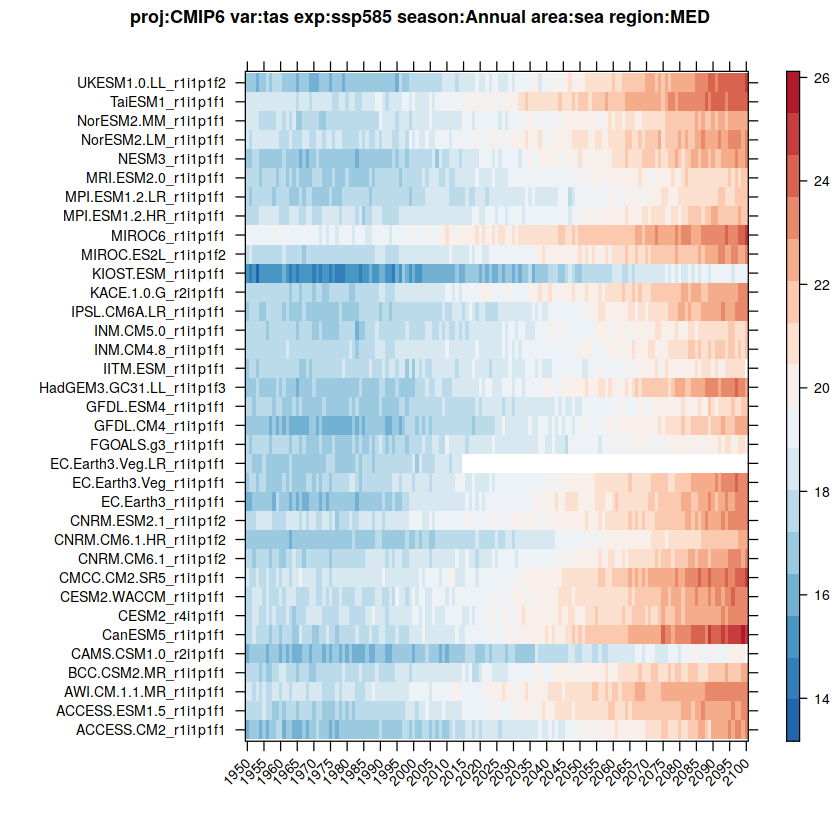 proj:CMIP6 var:tas exp:ssp585 season:Annual area:sea region:MED
UKESM1.0.LL_r1i1p1f2
TaiESM1_r1i1p1f1
NorESM2.MM_r1i1p1f1
NorESM2.LM_r1i1p1f1
NESM3_r1i1p1f1
MRI.ESM2.0_r1i1p1f1
MPI.ESM1.2.LR_r1i1p1f1
MPI.ESM1.2.HR_r1i1p1f1
MIROC6_r1i1p1f1
MIROC.ES2L_r1i1p1f2
KIOST.ESM_r1i1p1f1
KACE.1.0.G_r2i1p1f1
IPSL.CM6A.LR_r1i1p1f1
INM.CM5.0_r1i1p1f1
INM.CM4.8_r1i1p1f1
IITM.ESM_r1i1p1f1
HadGEM3.GC31.LL_r1i1p1f3
GFDL.ESM4_r1i1p1f1
GFDL.CM4_r1i1p1f1
FGOALS.g3_r1i1p1f1
EC.Earth3.Veg.LR_r1i1p1f1
EC.Earth3.Veg_r1i1p1f1
EC.Earth3_r1i1p1f1
CNRM.ESM2.1_r1i1p1f2
CNRM.CM6.1.HR_r1i1p1f2
CNRM.CM6.1_r1i1p1f2
CMCC.CM2.SR5_r1i1p1f1
CESM2.WACCM_r1i1p1f1
CESM2_r4i1p1f1
CanESM5_r1i1p1f1
CAMS.CSM1.0_r2i1p1f1
BCC.CSM2.MR_r1i1p1f1
AWI.CM.1.1.MR_r1i1p1f1
ACCESS.ESM1.5_r1i1p1f1
ACCESS.CM2_r1i1p1f1
1950 1955 1960 1965 1970 1975 1980 1985 1990 1995 2000 2005 2010 2015 2020 2025 2030 2035 2040 2045 2050 2055 2060 2065 2070 2075 2080 2085 2090 2095 2100
26
24
22
20
18
16
14